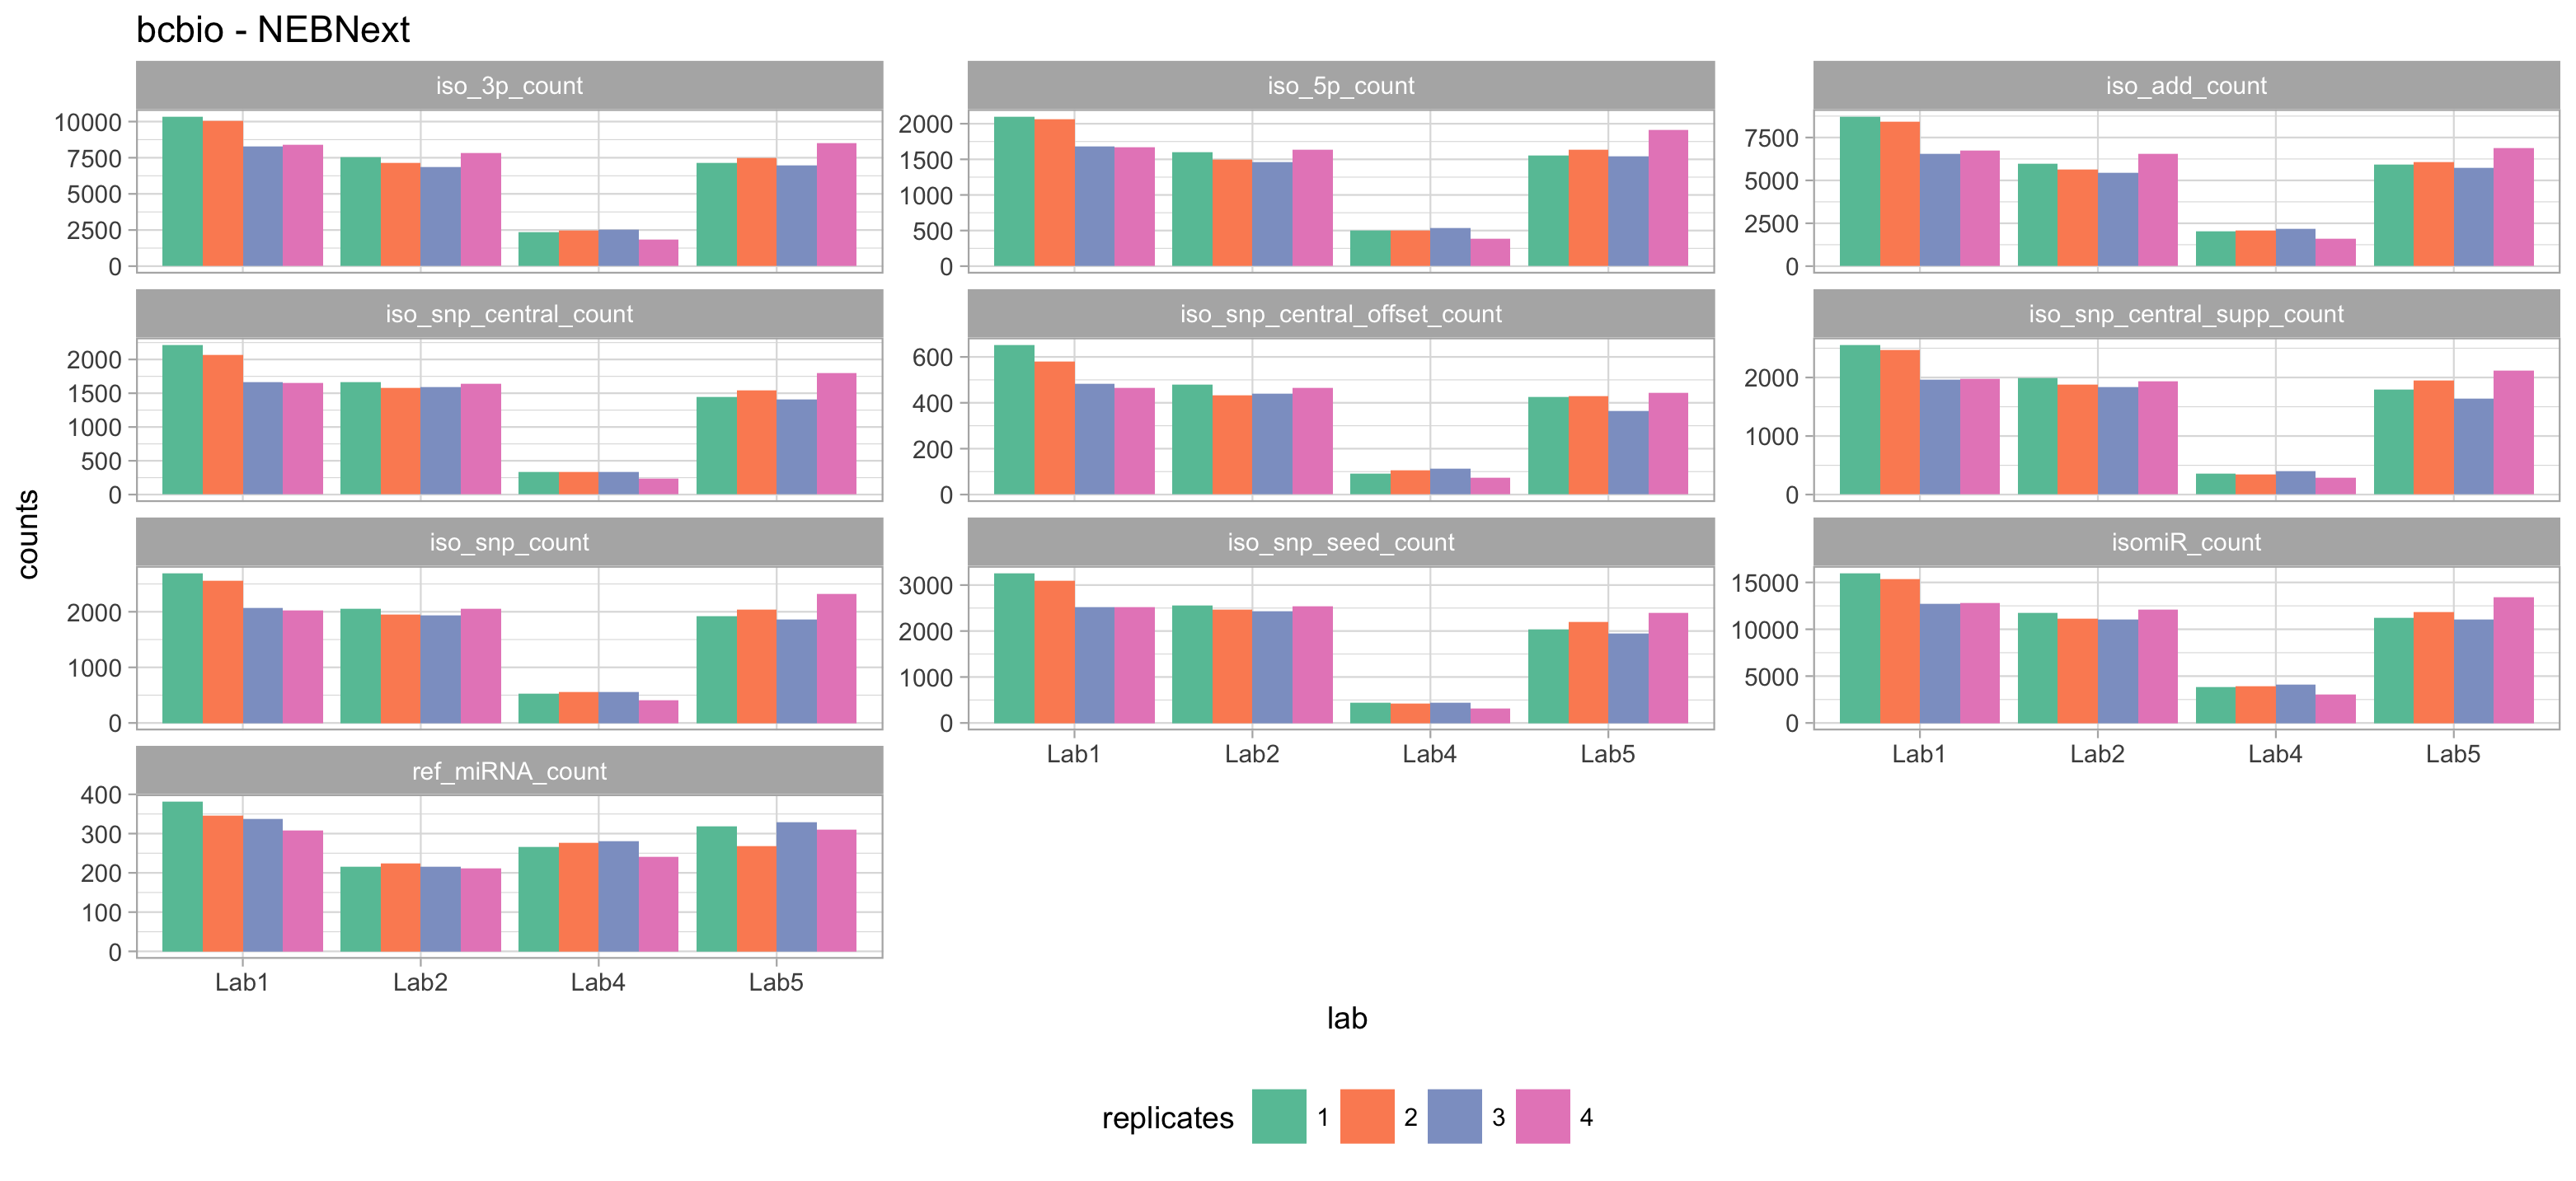 bcbio - NEBNext
iso_3p_count
iso_5p_count
iso_add_count
10000
7500
5000
2500
0
2000
1500
1000
500
0
7500
5000
2500
0
iso_snp_central_count
iso_snp_central_offset_count
iso_snp_central_supp_count
2000
1500
1000
500
0
600
400
200
0
2000
1000
0
iso_snp_count
iso_snp_seed_count
isomiR_count
2000
1000
0
3000
2000
1000
0
15000
10000
5000
0
Lab1 Lab2 Lab4 Lab5
Lab1 Lab2 Lab4 Lab5
ref_miRNA_count
400
300
200
100
0
Lab1 Lab2 Lab4 Lab5
counts
lab
replicates 1 2 3 4